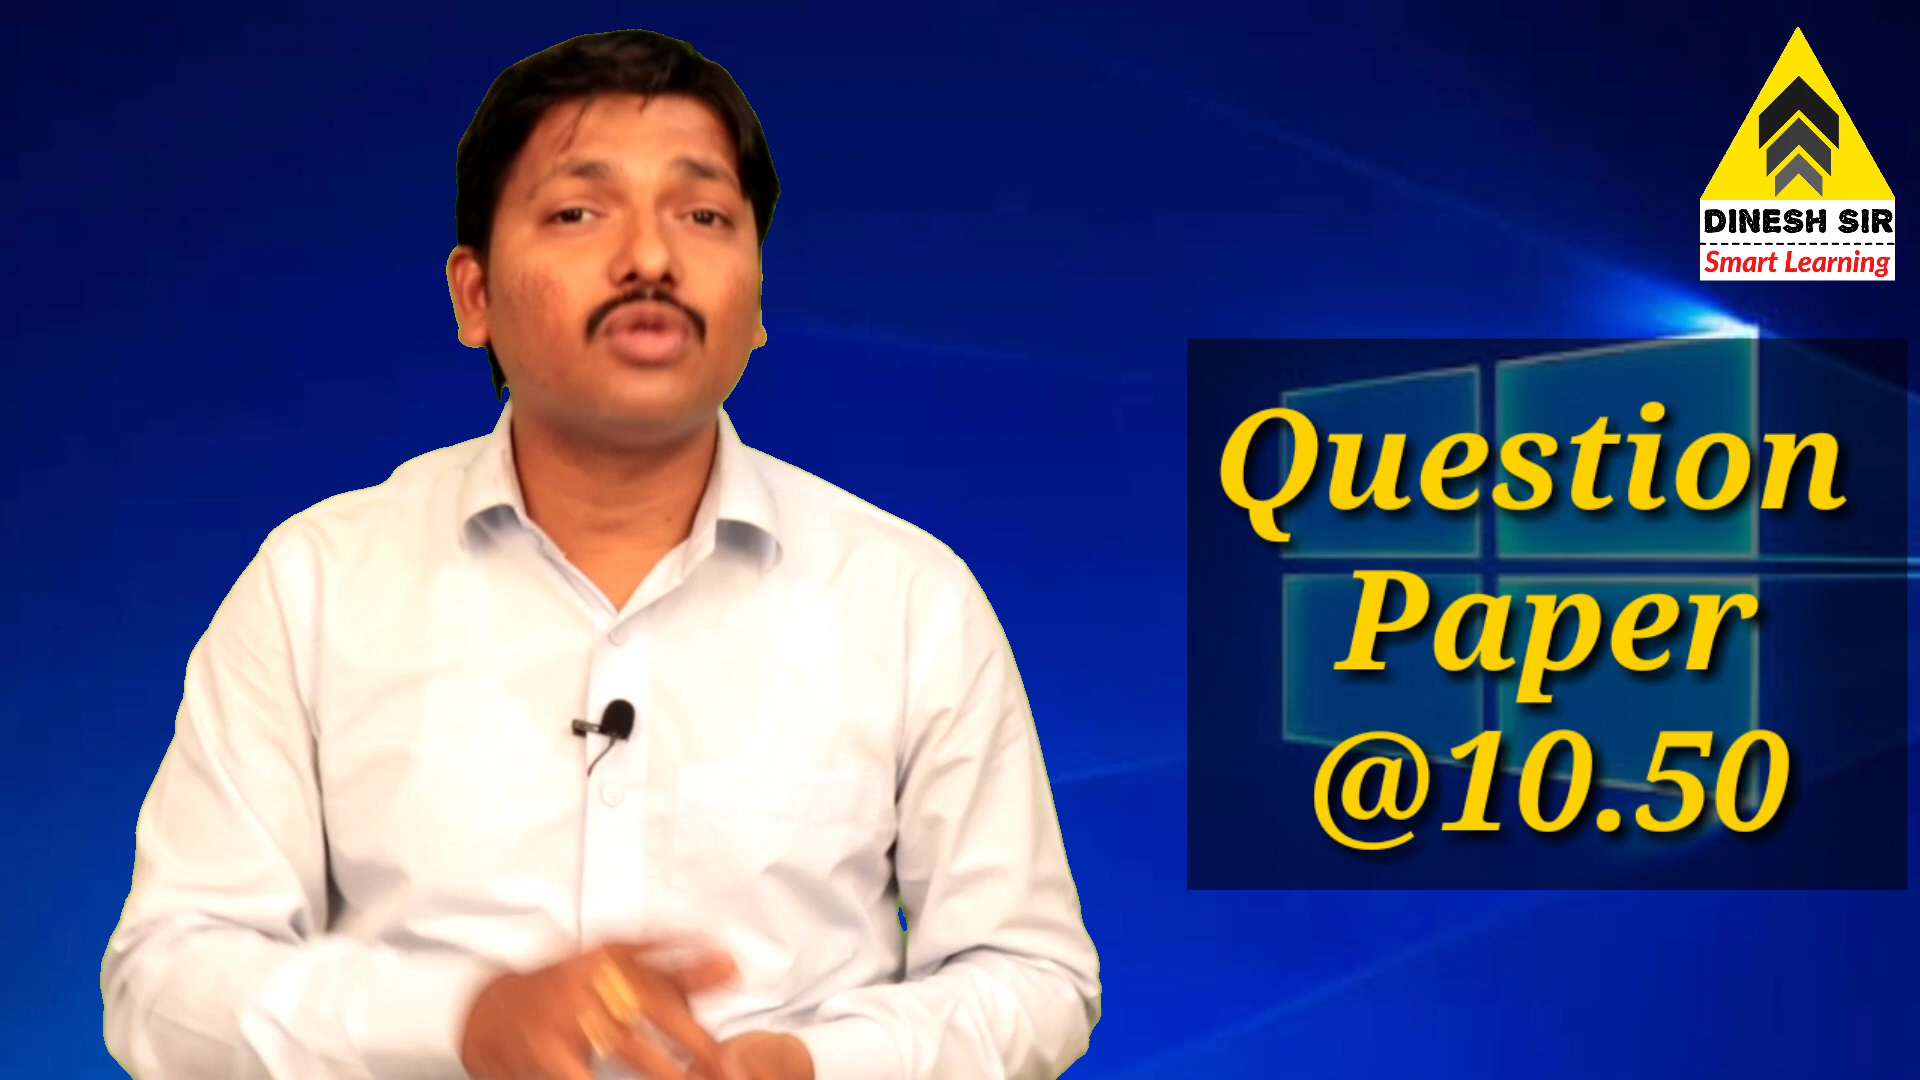 DINESH SIR
Smart Learning
Question
Paper
@10.50